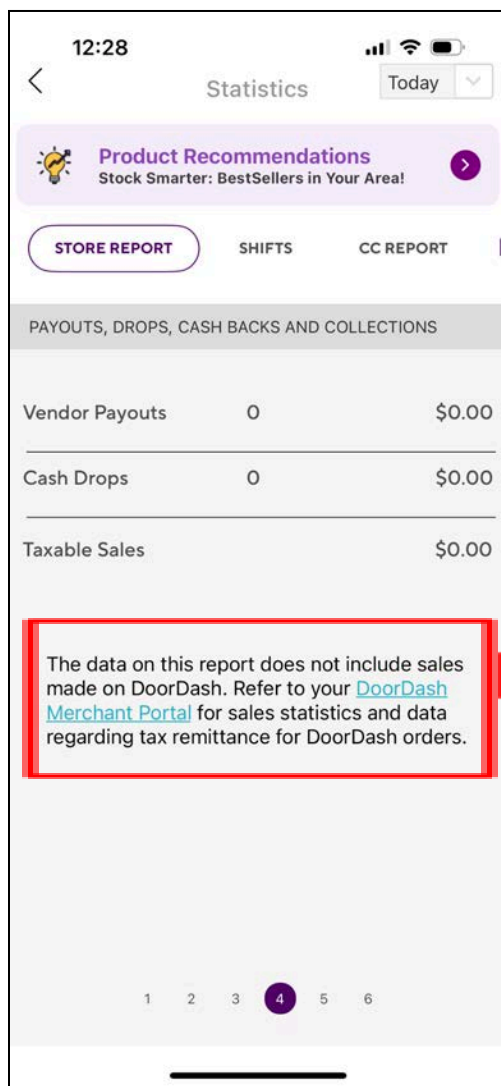 12:28
Statistics
Today
Product Recommendations
Stock Smarter: BestSellers in Your Area!
STORE REPORT SHIFTS CC REPORT
PAYOUTS, DROPS, CASH BACKS AND COLLECTIONS
Vendor Payouts 0 $0.00
Cash Drops 0 $0.00
Taxable Sales $0.00
The data on this report does not include sales
made on DoorDash. Refer to your DoorDash
Merchant Portal for sales statistics and data
regarding tax remittance for DoorDash orders.
1 2 3 4 5 6